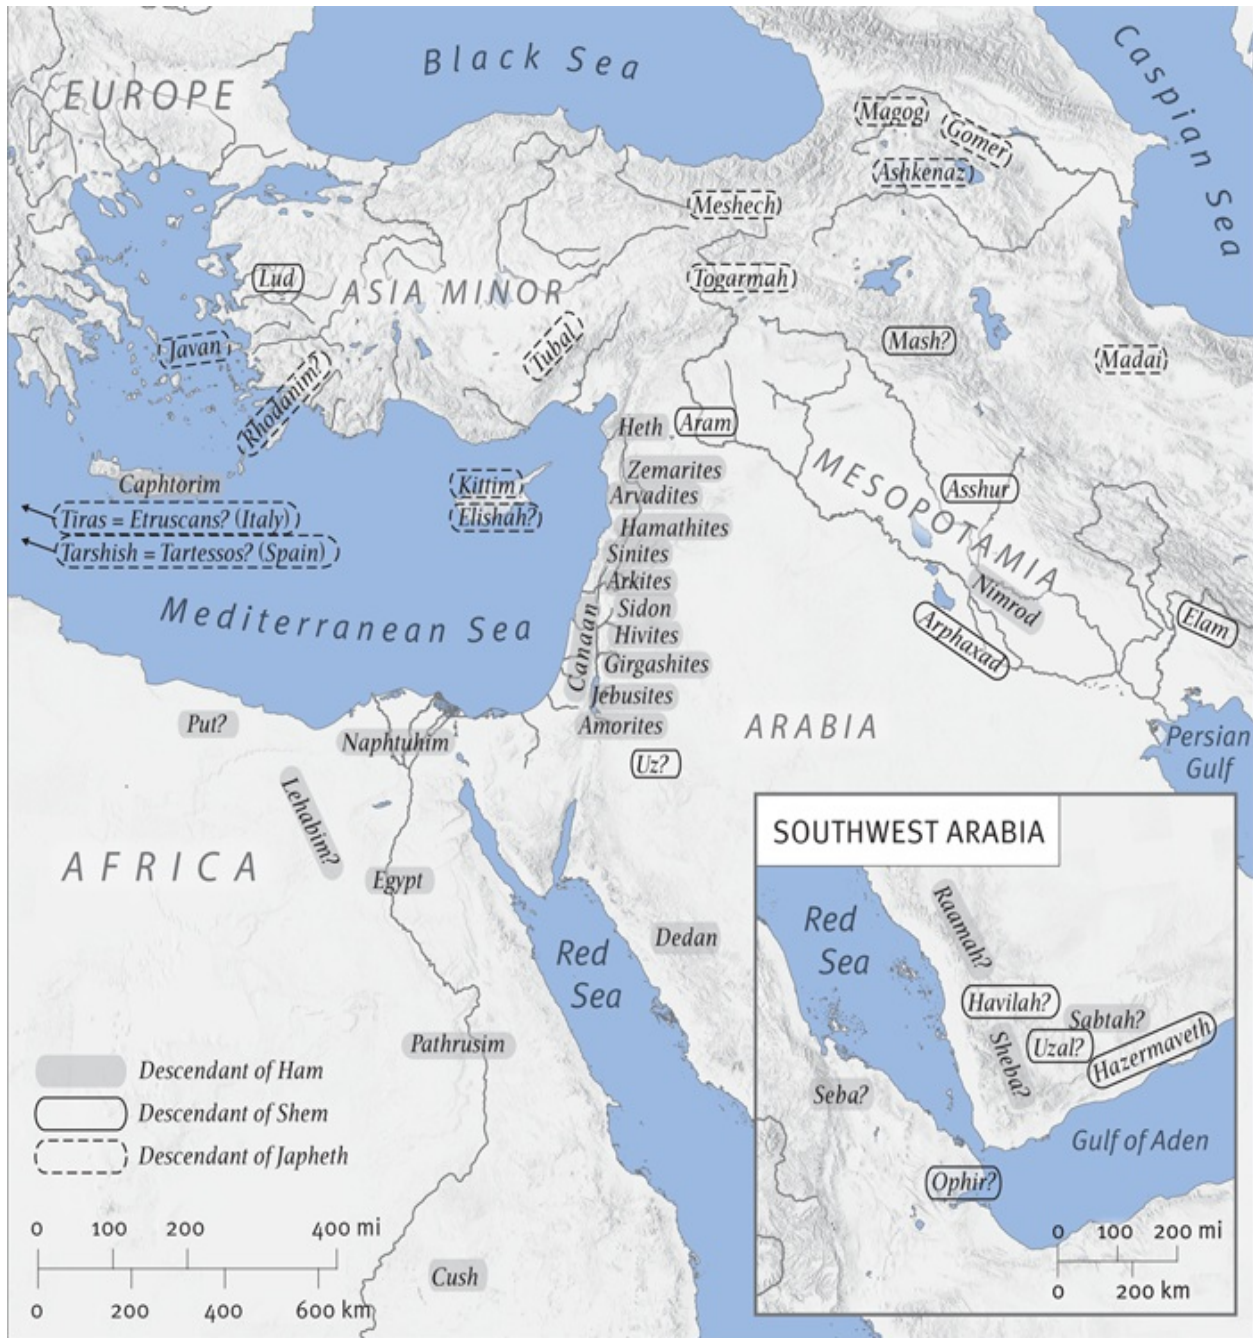 Black Sea
Caspian Sea
EUROPE
Magog
Gomer
Ashkenaz
Meshech
Lud
ASIA MINOR
Togarmah
Javan
Tubal
Mash?
Madai
Rhodanim?
Heth
Aram
Caphtorim
Kittim
Zemarites
MESOPOTAMIA
Asshur
Arvadites
Tiras = Etruscans? (Italy)
Elishah?
Hamathites
Tarshish = Tartessos? (Spain)
Sinites
Arkites
Nimrod
Mediterranean Sea
Sidon
Canaan
Hivites
Arphaxad
Elam
Girgashites
Jebusites
Put?
Naphtuhim
Amorites
ARABIA
Persian
Gulf
Uz?
Lehabim?
AFRICA
Egypt
Dedan
Red
Sea
Pathrusim
Cush
SOUTHWEST ARABIA
Raamah?
Red
Sea
Havilah?
Sabtah?
Uzal?
Hazermaveth
Sheba?
Seba?
Gulf of Aden
Ophir?
0 100 200 mi
0 200 km
Descendant of Ham
Descendant of Shem
Descendant of Japheth
0 100 200 400 mi
0 200 400 600 km